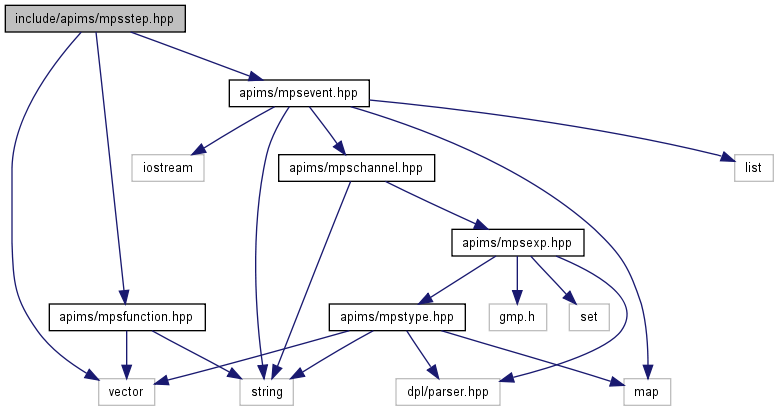 include/apims/mpsstep.hpp
apims/mpsevent.hpp
iostream
apims/mpschannel.hpp
list
apims/mpsexp.hpp
apims/mpsfunction.hpp
apims/mpstype.hpp
gmp.h
set
vector
string
dpl/parser.hpp
map